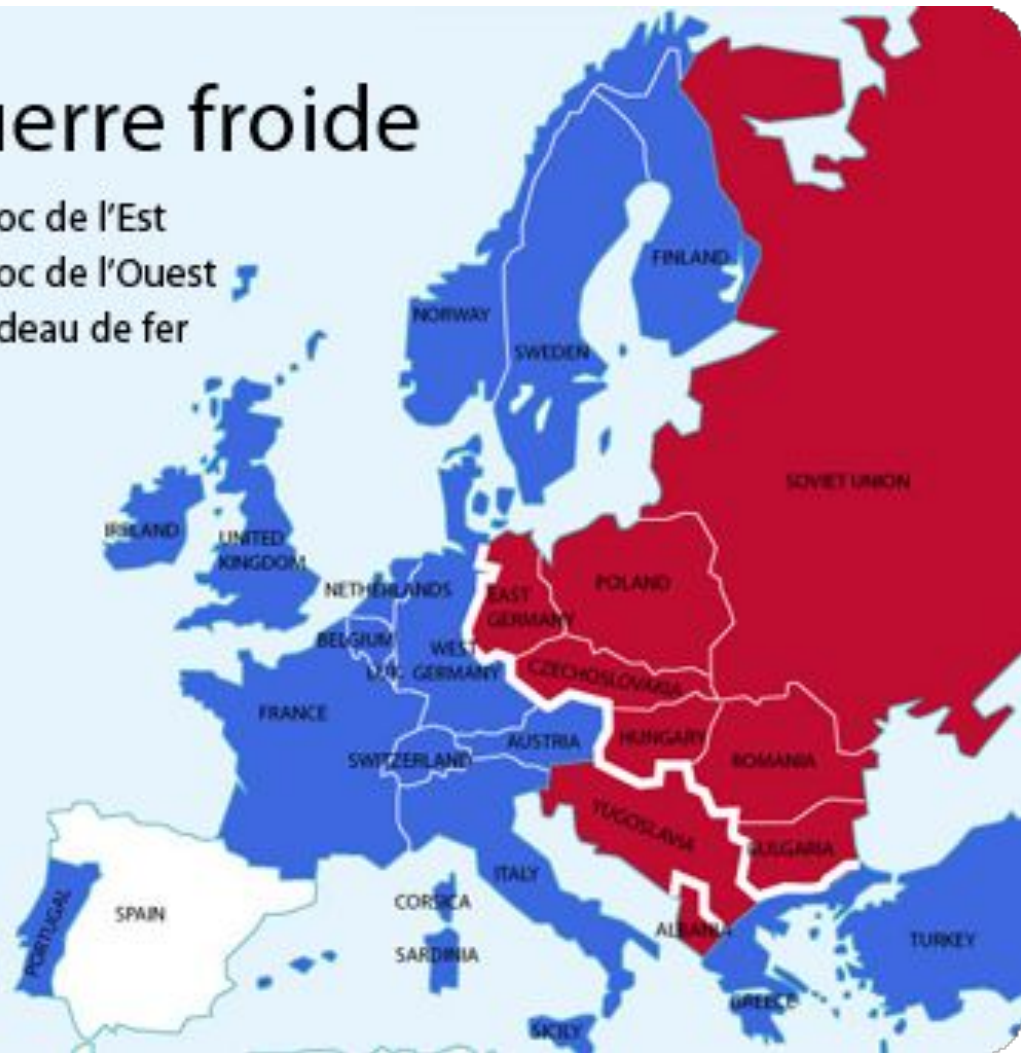 uerre froide
oc de l'Est
oc de l'Ouest
deau de fer
FINLAND
NORWAY
SWEDEN
SOVIET UNION
IRELAND
UNITED
KINGDOM
NETHERLANDS
EAST
GERMANY
POLAND
BELGIUM
WEST
GERMANY
LUX.
CZECHOSLOVAKIA
FRANCE
AUSTRIA
HUNGARY
SWITZERLAND
ROMANIA
YUGOSLAVIA
BULGARIA
ITALY
CORSICA
SPAIN
PORTUGAL
ALBANIA
TURKEY
SARDINIA
GREECE
SICILY